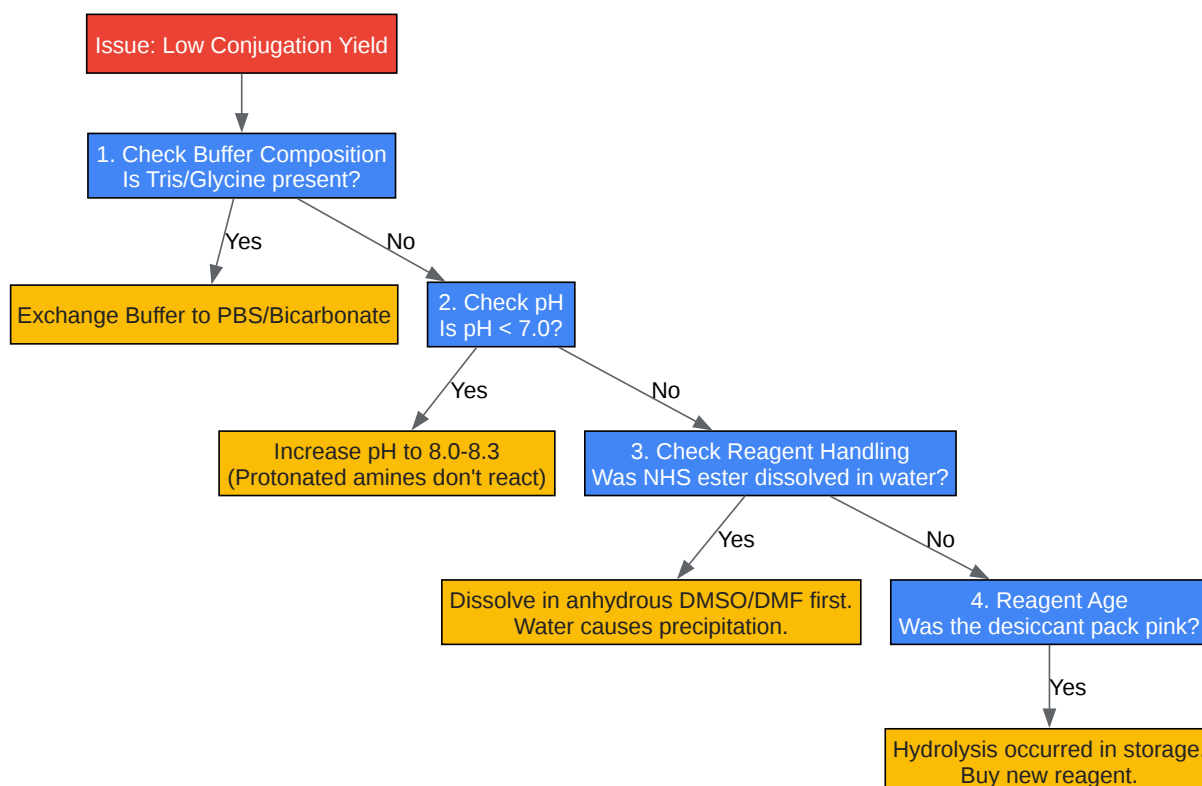 Issue: Low Conjugation Yield
1. Check Buffer Composition
Is Tris/Glycine present?
Yes
No
Exchange Buffer to PBS/Bicarbonate
2. Check pH
Is pH < 7.0?
Yes
No
Increase pH to 8.0-8.3
(Protonated amines don't react)
3. Check Reagent Handling
Was NHS ester dissolved in water?
Yes
No
Dissolve in anhydrous DMSO/DMF first.
Water causes precipitation.
4. Reagent Age
Was the desiccant pack pink?
Yes
Hydrolysis occurred in storage.
Buy new reagent.